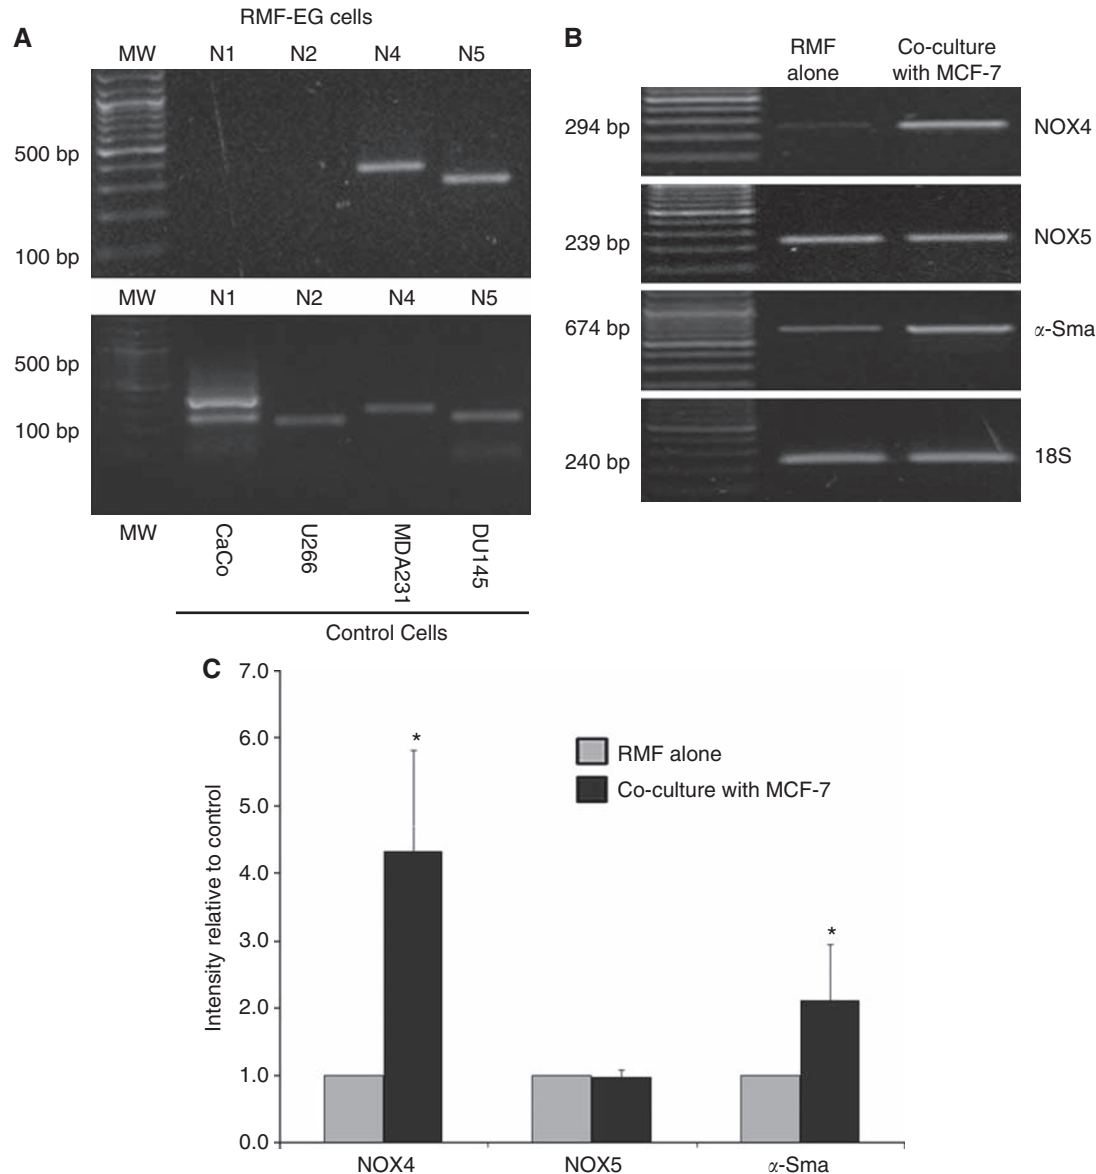 A
RMF-EG cells
MW N1 N2 N4 N5
500 bp
100 bp
MW N1 N2 N4 N5
500 bp
100 bp
MW CaCo U266 MDA231 DU145
Control Cells
B
RMF alone
Co-culture with MCF-7
294 bp NOX4
239 bp NOX5
674 bp α-Sma
240 bp 18S
C
Intensity relative to control
7.0
6.0
5.0
4.0
3.0
2.0
1.0
0.0
*
*
RMF alone
Co-culture with MCF-7
NOX4 NOX5 α-Sma